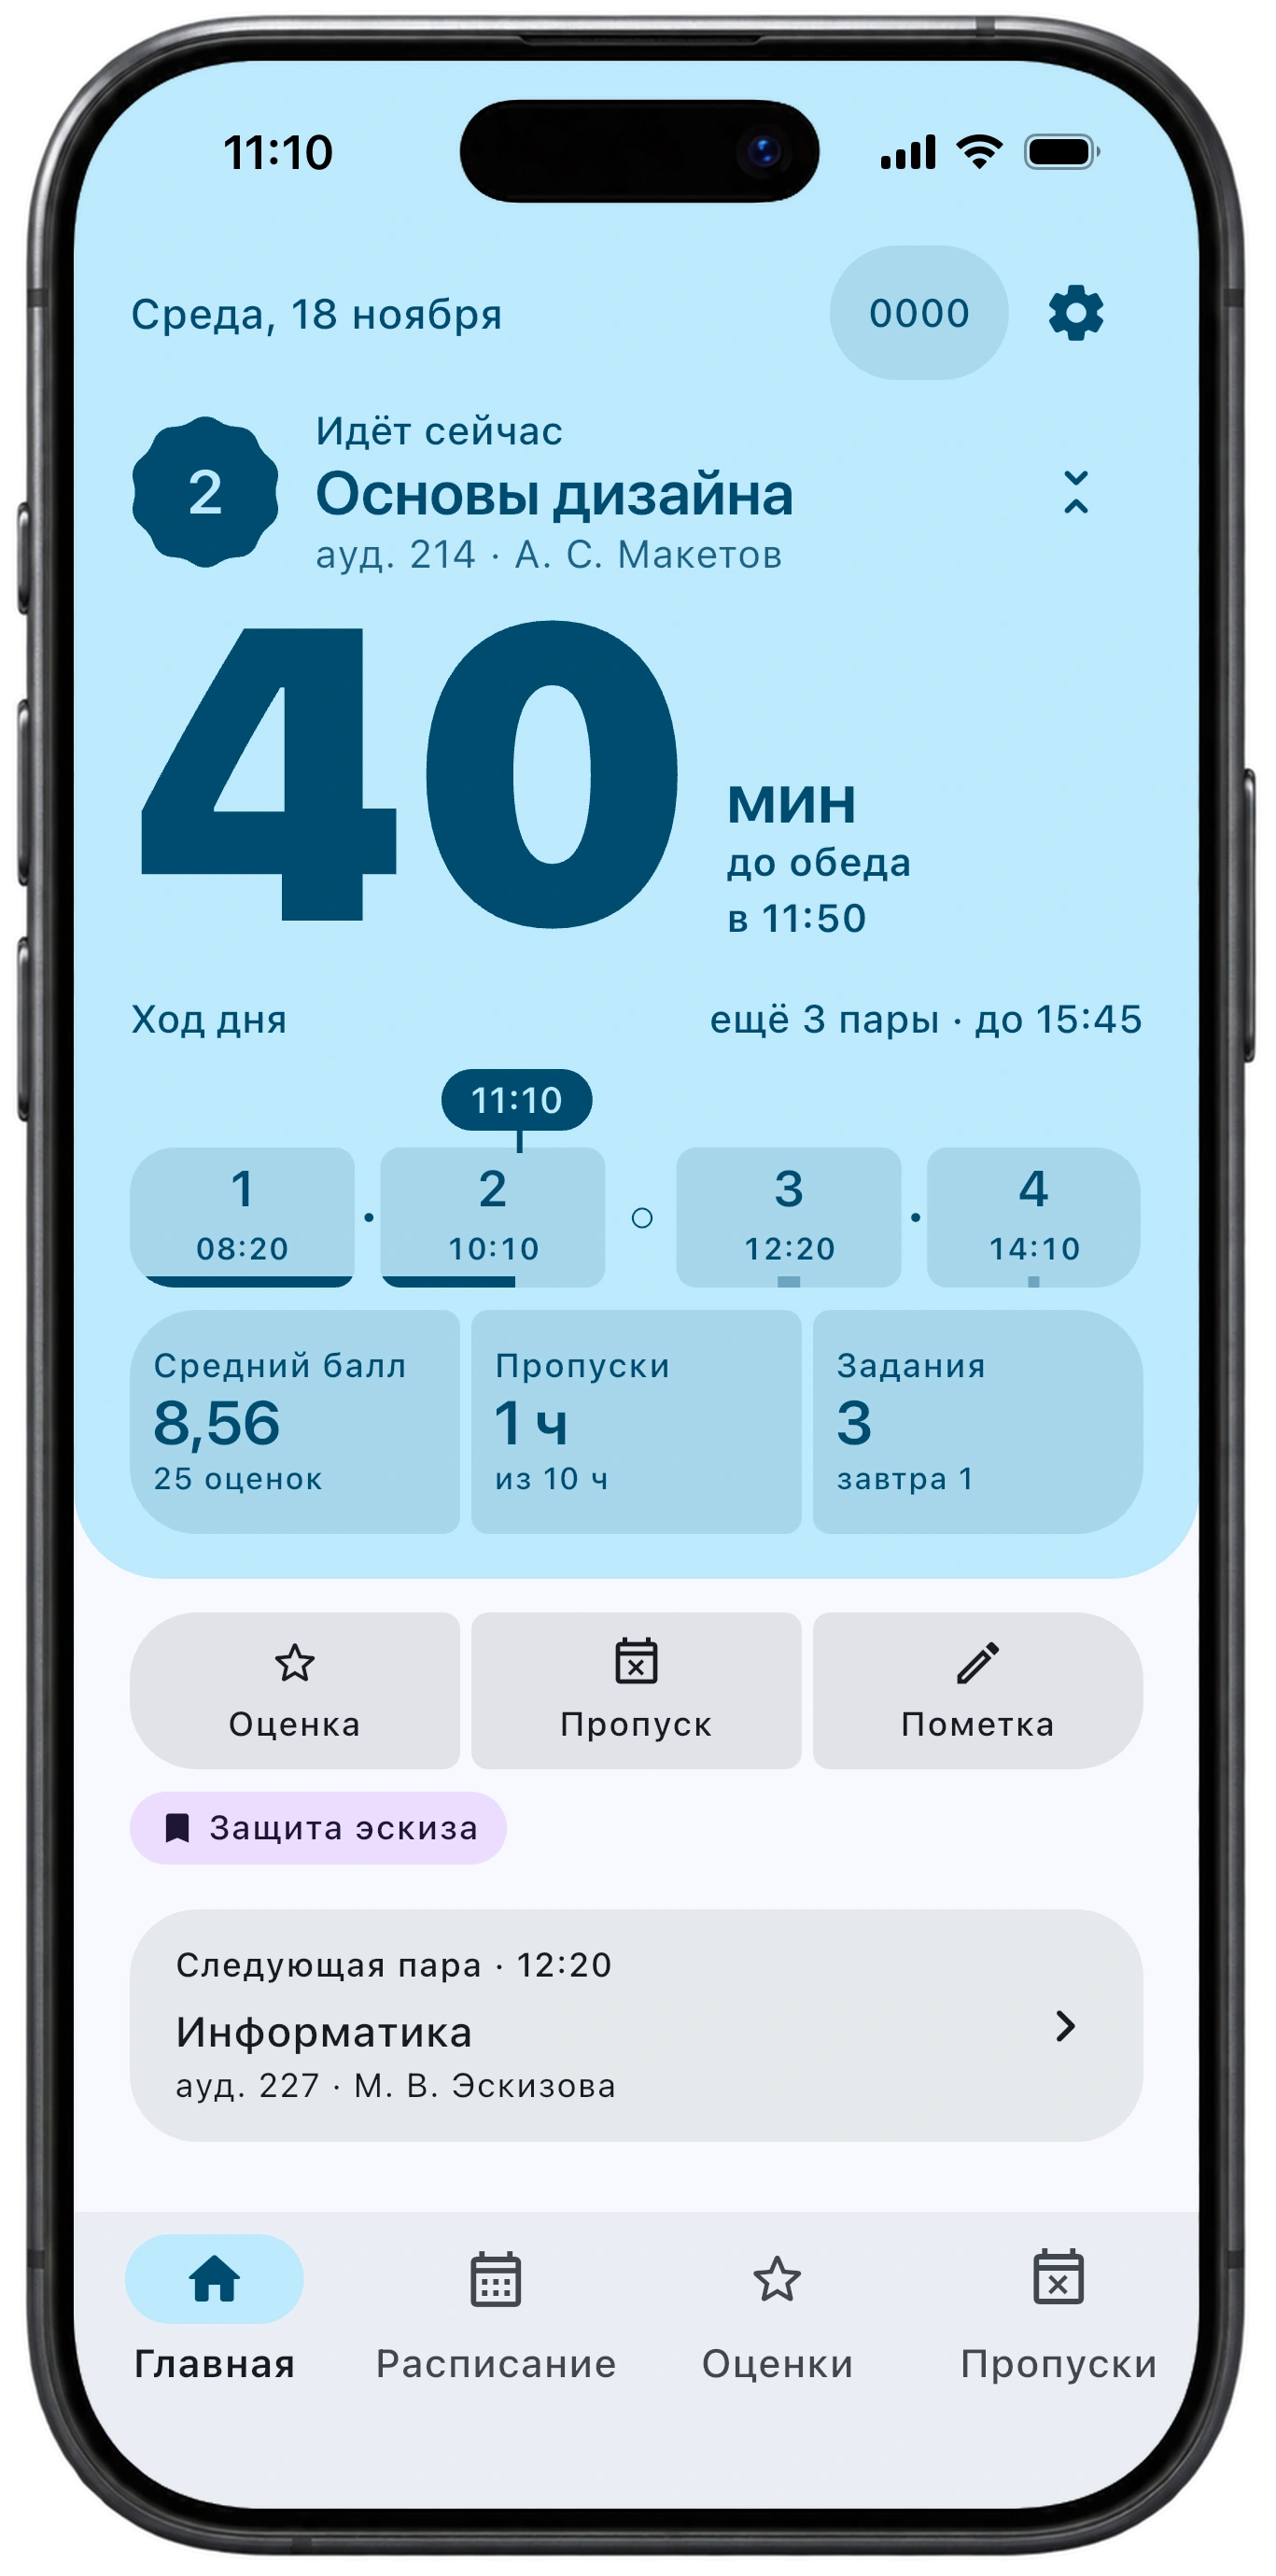 11:10
Среда, 18 ноября
0000
2
Идёт сейчас
Основы дизайна
ауд. 214 · А. С. Макетов
40
мин
до обеда
в 11:50
Ход дня
ещё 3 пары · до 15:45
11:10
1
08:20
2
10:10
3
12:20
4
14:10
Средний балл
8,56
25 оценок
Пропуски
1 ч
из 10 ч
Задания
3
завтра 1
Оценка
Пропуск
Пометка
Защита эскиза
Следующая пара · 12:20
Информатика
ауд. 227 · М. В. Эскизова
Главная
Расписание
Оценки
Пропуски